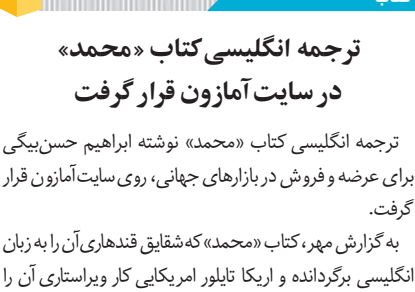 کتاب
ترجمه انگلیسی کتاب «محمد»
در سایت آمازون قرار گرفت
ترجمه انگلیسی کتاب «محمد» نوشته ابراهیم حسن‌بیگی
برای عرضه و فروش در بازارهای جهانی، روی سایت آمازون قرار
گرفت.
به گزارش مهر، کتاب «محمد» که شقایق قندهاری آن را به زبان
انگلیسی برگردانده و اریکا تایلور امریکایی کار ویراستاری آن را